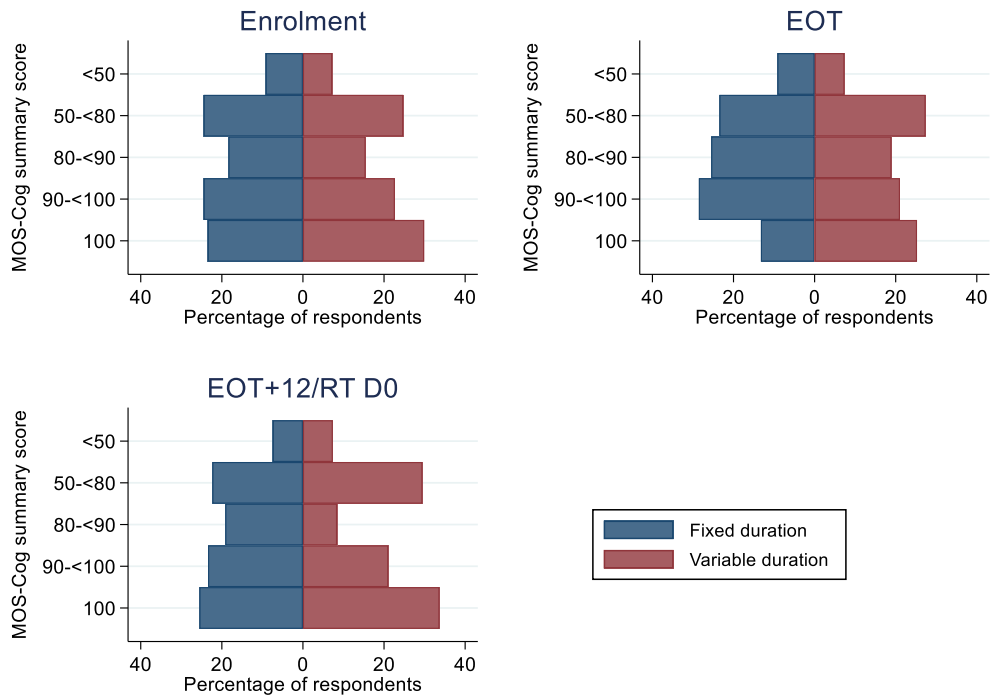 Enrolment
MOS-Cog summary score
<50
50-<80
80-<90
90-<100
100
40 20 0 20 40
Percentage of respondents
EOT
MOS-Cog summary score
<50
50-<80
80-<90
90-<100
100
40 20 0 20 40
Percentage of respondents
EOT+12/RT D0
MOS-Cog summary score
<50
50-<80
80-<90
90-<100
100
40 20 0 20 40
Percentage of respondents
Fixed duration
Variable duration